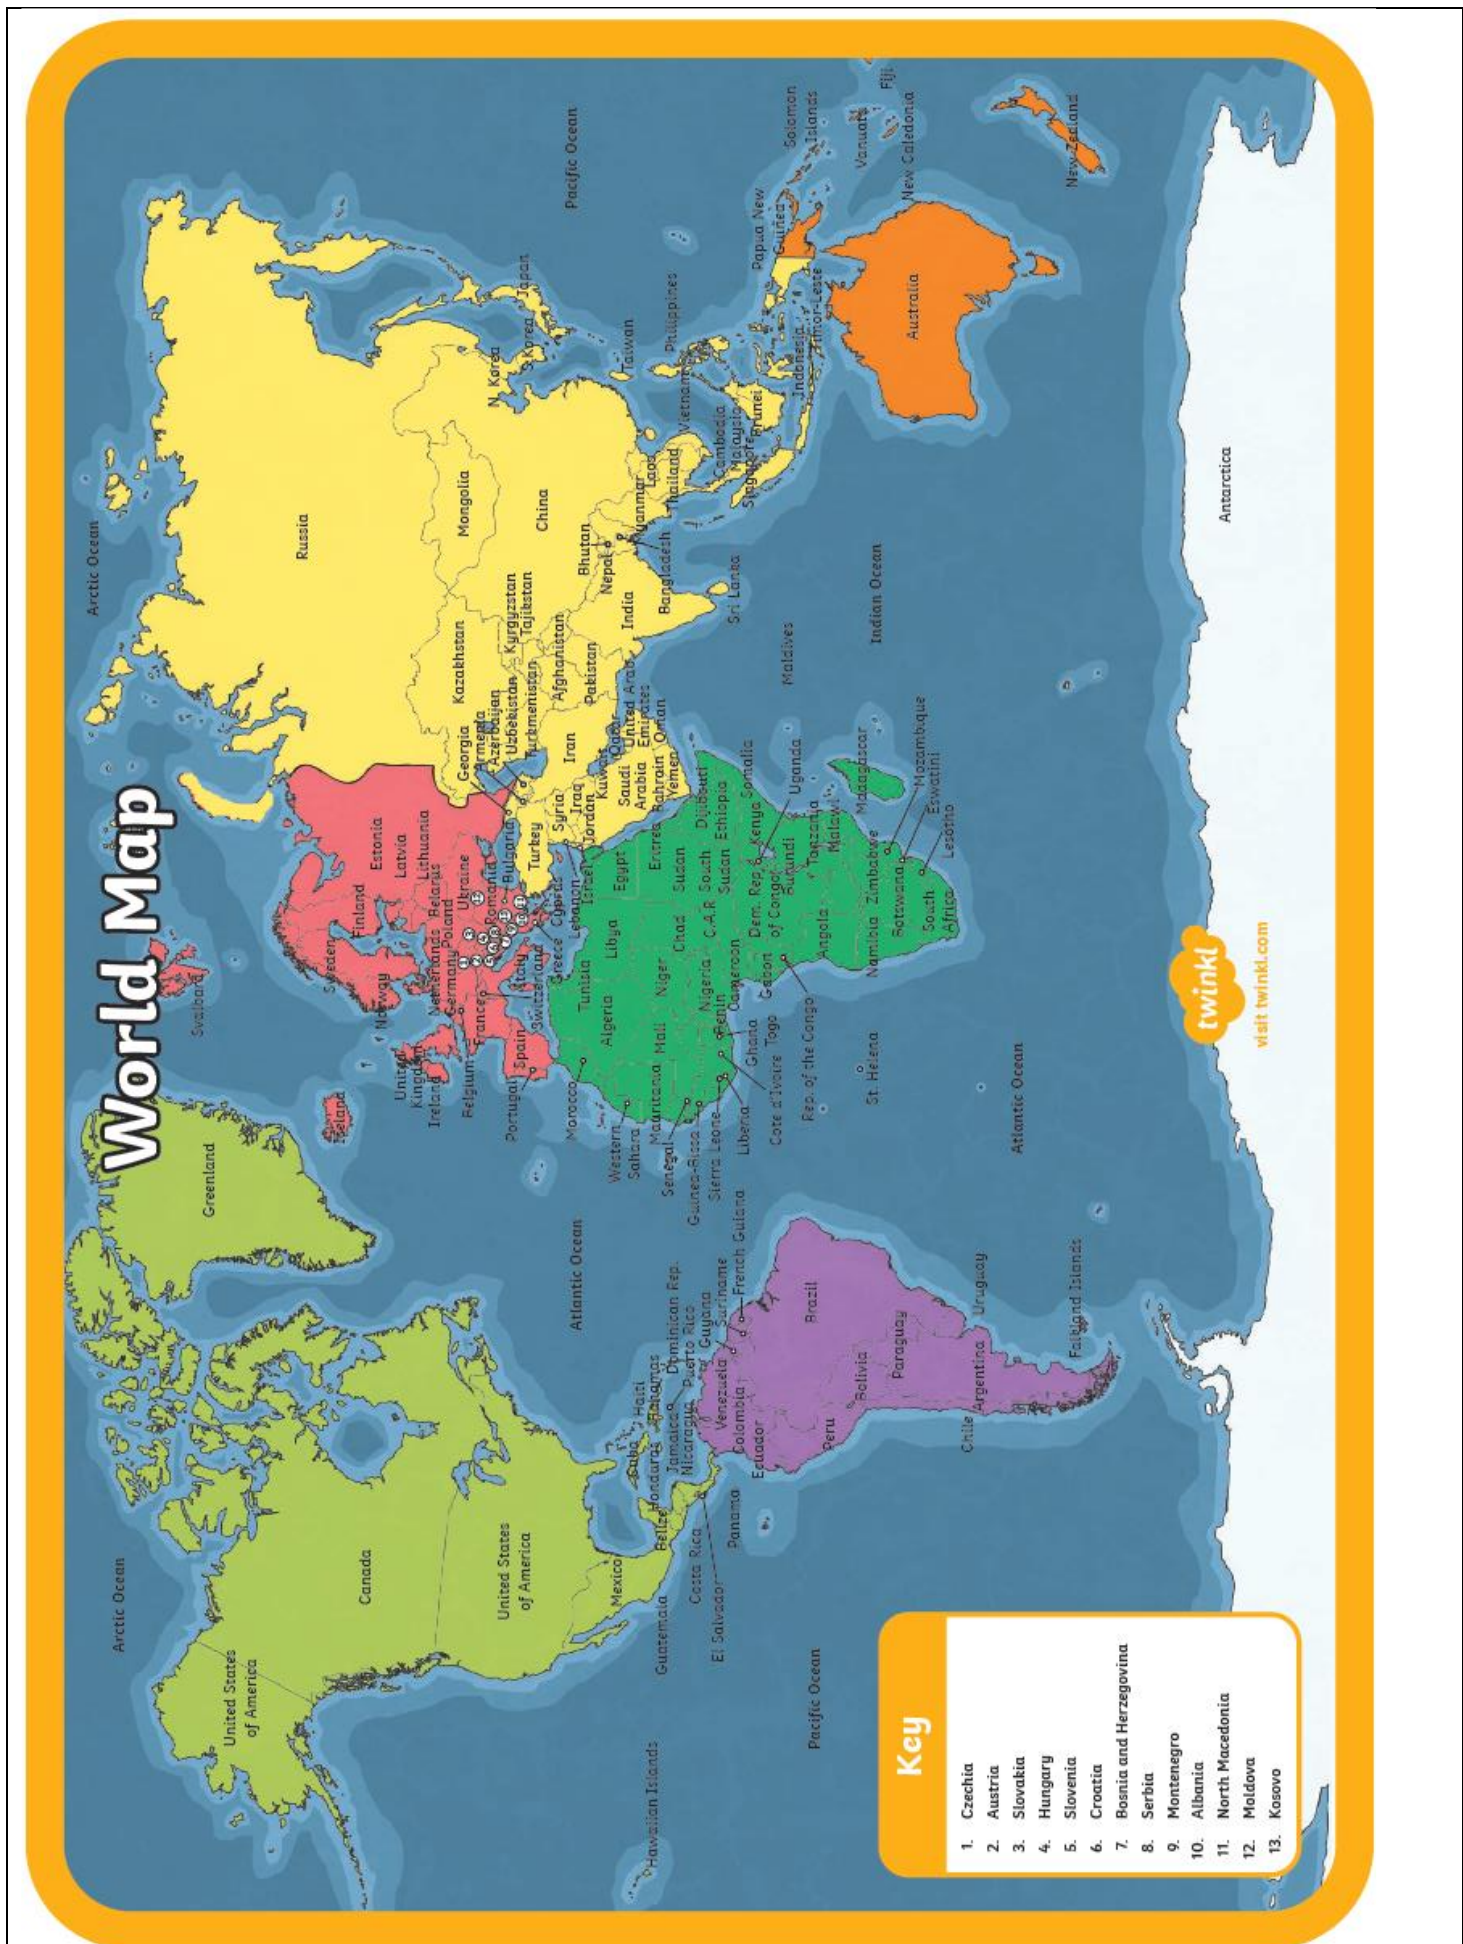 World Map
Arctic Ocean
Arctic Ocean
Greenland
Svalbard
United States
of America
Canada
Iceland
Russia
Sweden
Finland
Norway
Estonia
Latvia
Lithuania
United
Kingdom
Ireland
Netherlands
Belarus
Germany
Poland
Ukraine
Belgium
France
Romania
Bulgaria
Switzerland
Italy
Portugal
Spain
Greece
Cyprus
Turkey
Georgia
Armenia
Azerbaijan
Kazakhstan
Uzbekistan
Turkmenistan
Kyrgyzstan
Tajikstan
Mongolia
China
N. Korea
S.Korea
Japan
Pacific Ocean
United States
of America
Atlantic Ocean
Mexico
Cuba
Haiti
Bahamas
Dominican Rep.
Puerto Rico
Jamaica
Belize
Honduras
Nicaragua
Guatemala
El Salvador
Costa Rica
Panama
Hawaiian Islands
Pacific Ocean
Morocco
Tunisia
Algeria
Libya
Egypt
Lebanon
Israel
Syria
Iraq
Jordan
Iran
Kuwait
Qatar
Saudi
Arabia
United Arab
Emirates
Bahrain
Oman
Yemen
Afghanistan
Pakistan
India
Nepal
Bhutan
Bangladesh
Myanmar
Laos
Thailand
Vietnam
Cambodia
Malaysia
Singapore
Brunei
Taiwan
Philippines
Sri Lanka
Maldives
Indonesia
Timor-Leste
Papua New
Guinea
Solomon
Islands
Vanuatu
Fiji
New Caledonia
Australia
New Zealand
Western
Sahara
Mauritania
Mali
Niger
Chad
Sudan
Eritrea
Senegal
Guinea-Bissa
Sierra Leone
Liberia
Cote d'Ivoire
Ghana
Togo
Benin
Nigeria
Cameroon
C.A.R
South
Sudan
Ethiopia
Djibouti
Somalia
Kenya
Uganda
Dem. Rep.
of Congo
Burundi
Tanzania
Malawi
Gabon
Rep. of the Congo
Angola
Namibia
Zimbabwe
Botswana
South
Africa
Mozambique
Eswatini
Lesotho
Madagascar
St. Helena
Indian Ocean
Atlantic Ocean
Venezuela
Guyana
Suriname
French Guiana
Colombia
Ecuador
Peru
Brazil
Bolivia
Paraguay
Chile
Argentina
Uruguay
Falkland Islands
Antarctica
twinkl
visit twinkl.com
Key
1. Czechia
2. Austria
3. Slovakia
4. Hungary
5. Slovenia
6. Croatia
7. Bosnia and Herzegovina
8. Serbia
9. Montenegro
10. Albania
11. North Macedonia
12. Moldova
13. Kosovo